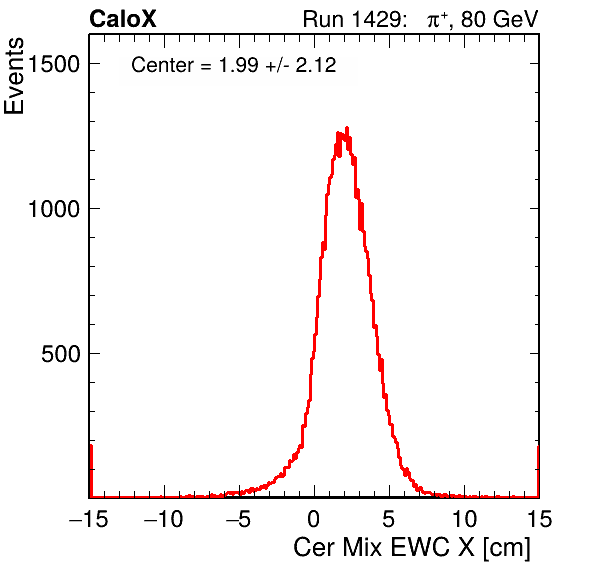 CaloX
Run 1429: π⁺, 80 GeV
Events
Center = 1.99 +/- 2.12
1500
1000
500
−15 −10 −5 0 5 10 15
Cer Mix EWC X [cm]